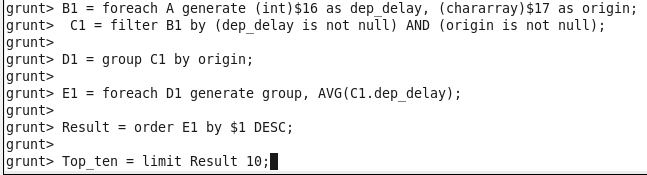 grunt> B1 = foreach A generate (int)$16 as dep_delay, (chararray)$17 as origin;
grunt>  C1 = filter B1 by (dep_delay is not null) AND (origin is not null);
grunt>
grunt> D1 = group C1 by origin;
grunt>
grunt> E1 = foreach D1 generate group, AVG(C1.dep_delay);
grunt>
grunt> Result = order E1 by $1 DESC;
grunt>
grunt> Top_ten = limit Result 10;